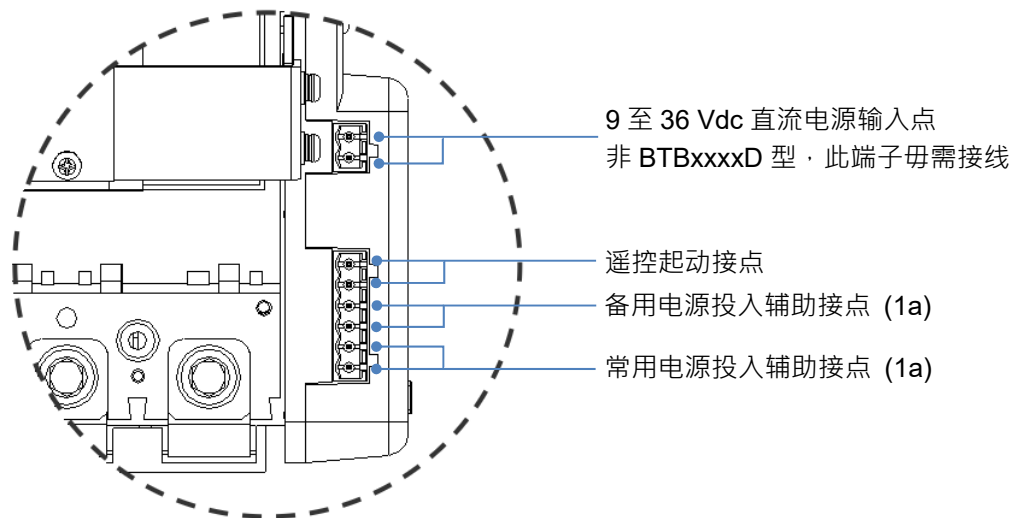 9 至 36 Vdc 直流电源输入点
非 BTBxxxxD 型，此端子毋需接线
遥控起动接点
备用电源投入辅助接点 (1a)
常用电源投入辅助接点 (1a)